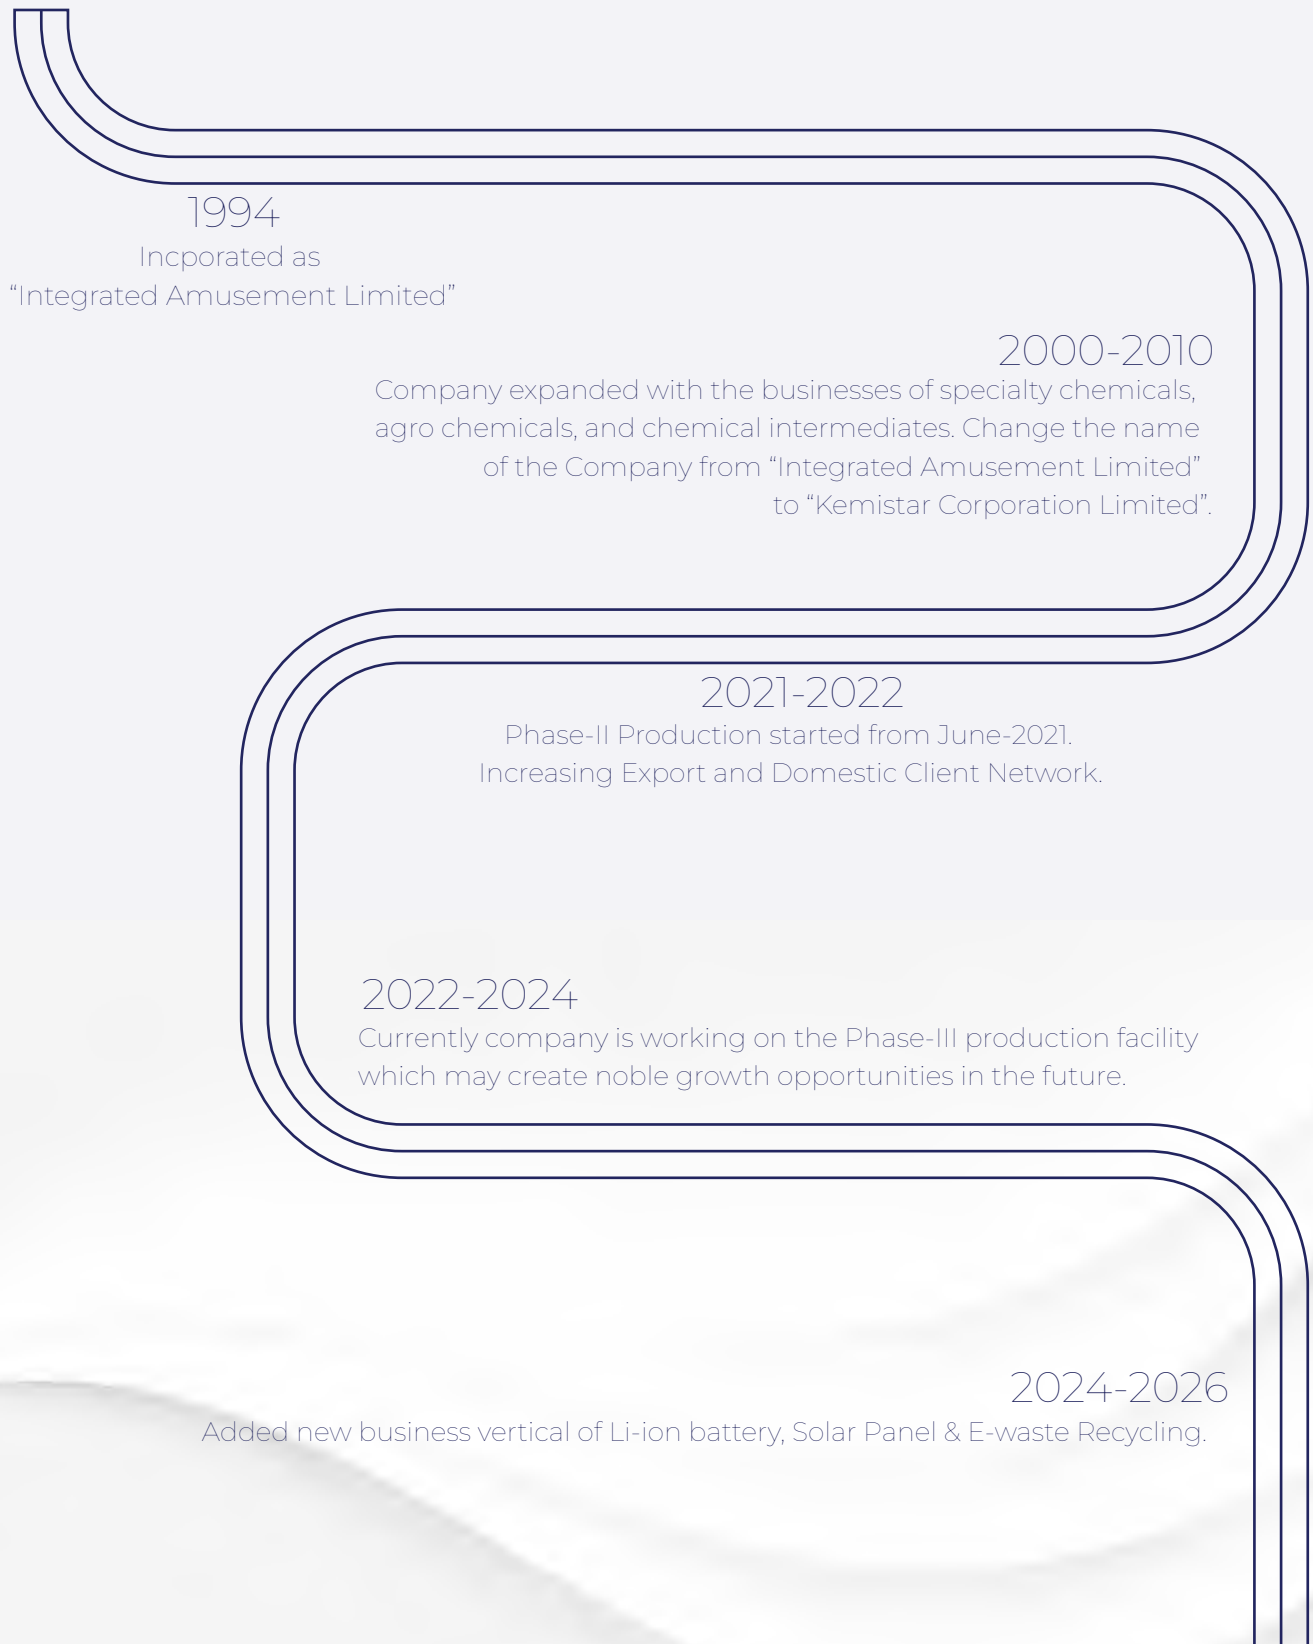 1994
Incporated as
“Integrated Amusement Limited”
2000-2010
Company expanded with the businesses of specialty chemicals,
agro chemicals, and chemical intermediates. Change the name
of the Company from “Integrated Amusement Limited”
to “Kemistar Corporation Limited”.
2021-2022
Phase-II Production started from June-2021.
Increasing Export and Domestic Client Network.
2022-2024
Currently company is working on the Phase-III production facility
which may create noble growth opportunities in the future.
2024-2026
Added new business vertical of Li-ion battery, Solar Panel & E-waste Recycling.